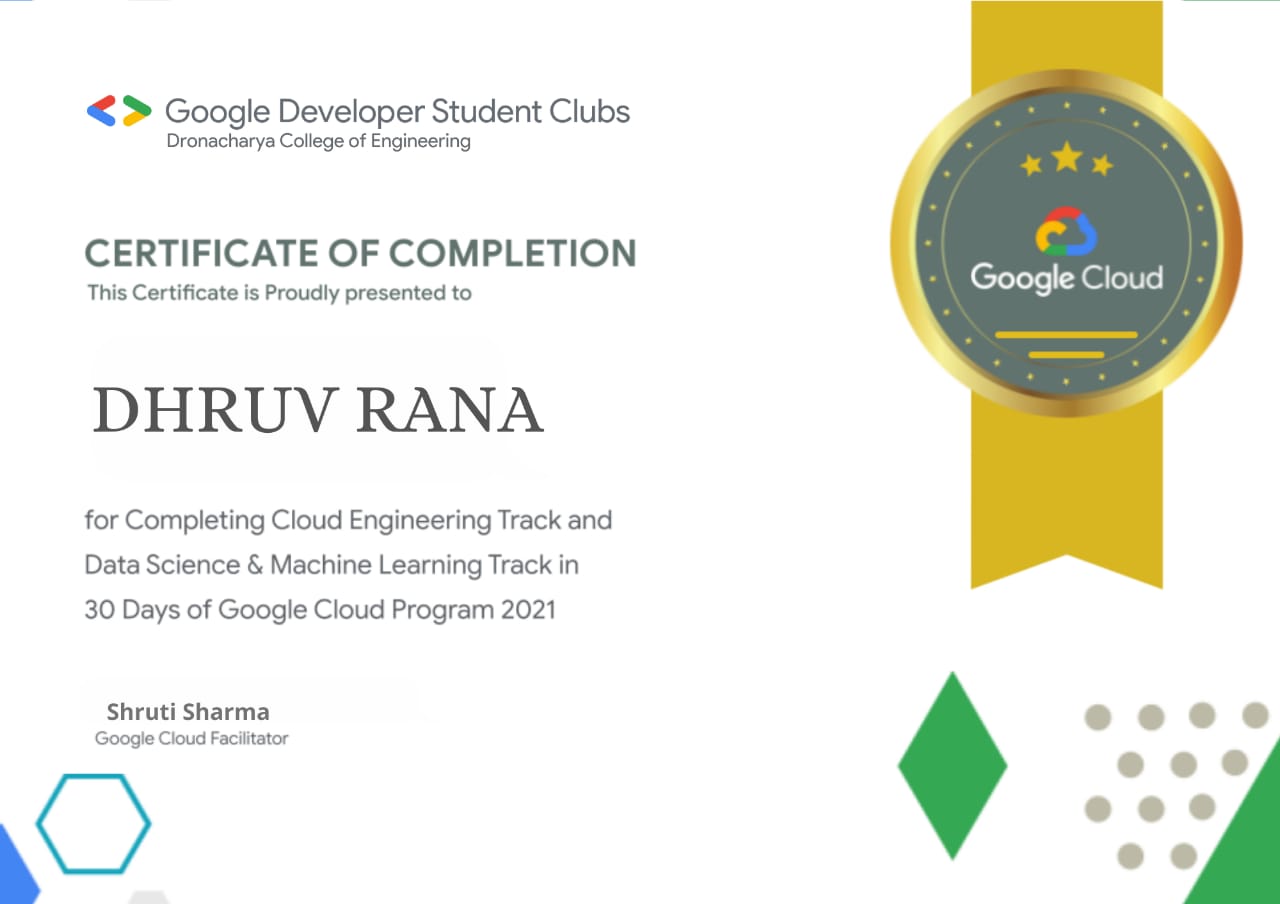 Google Developer Student Clubs
Dronacharya College of Engineering
CERTIFICATE OF COMPLETION
This Certificate is Proudly presented to
DHRUV RANA
for Completing Cloud Engineering Track and
Data Science & Machine Learning Track in
30 Days of Google Cloud Program 2021
Shruti Sharma
Google Cloud Facilitator
Google Cloud